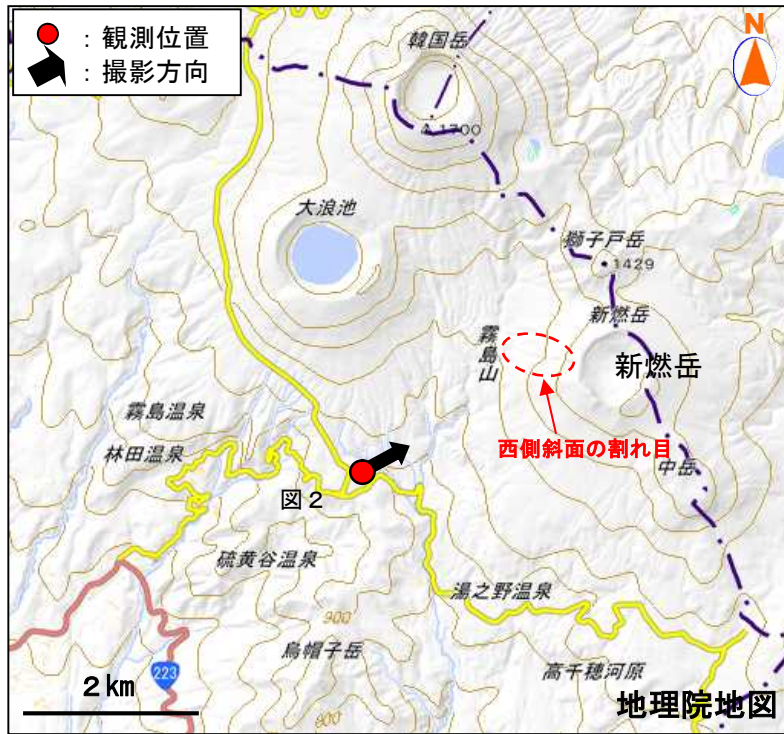 ：観測位置
：撮影方向
N
韓国岳
1700
大浪池
獅子戸岳
1429
新燃岳
新燃岳
霧島山
西側斜面の割れ目
霧島温泉
林田温泉
中岳
図２
硫黄谷温泉
湯之野温泉
900
烏帽子岳
高千穂河原
223
２km
900
地理院地図